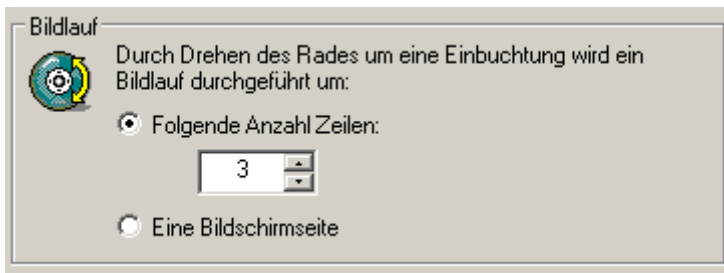 Bildlauf
Durch Drehen des Rades um eine Einbuchtung wird ein
Bildlauf durchgeführt um:
Folgende Anzahl Zeilen:
3
Eine Bildschirmseite